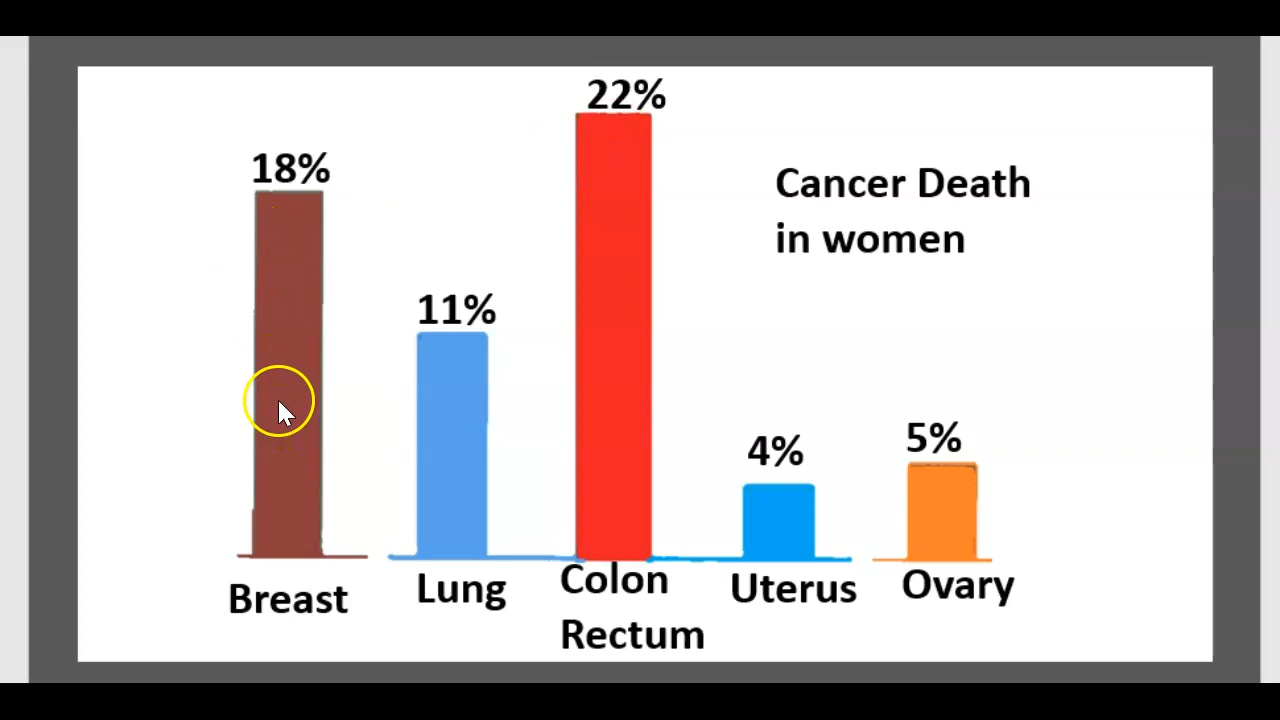 22%
18%
Cancer Death
in women
11%
4%
5%
Breast
Lung
Colon
Rectum
Uterus
Ovary